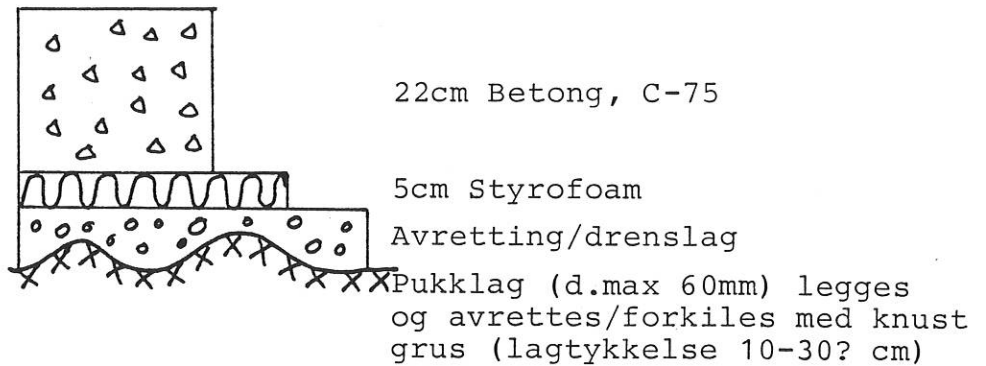 22cm Betong, C-75
5cm Styrofoam
Avretting/drenslag
Pukklag (d.max 60mm) legges
og avrettes/forkiles med knust
grus (lagtykkelse 10-30? cm)